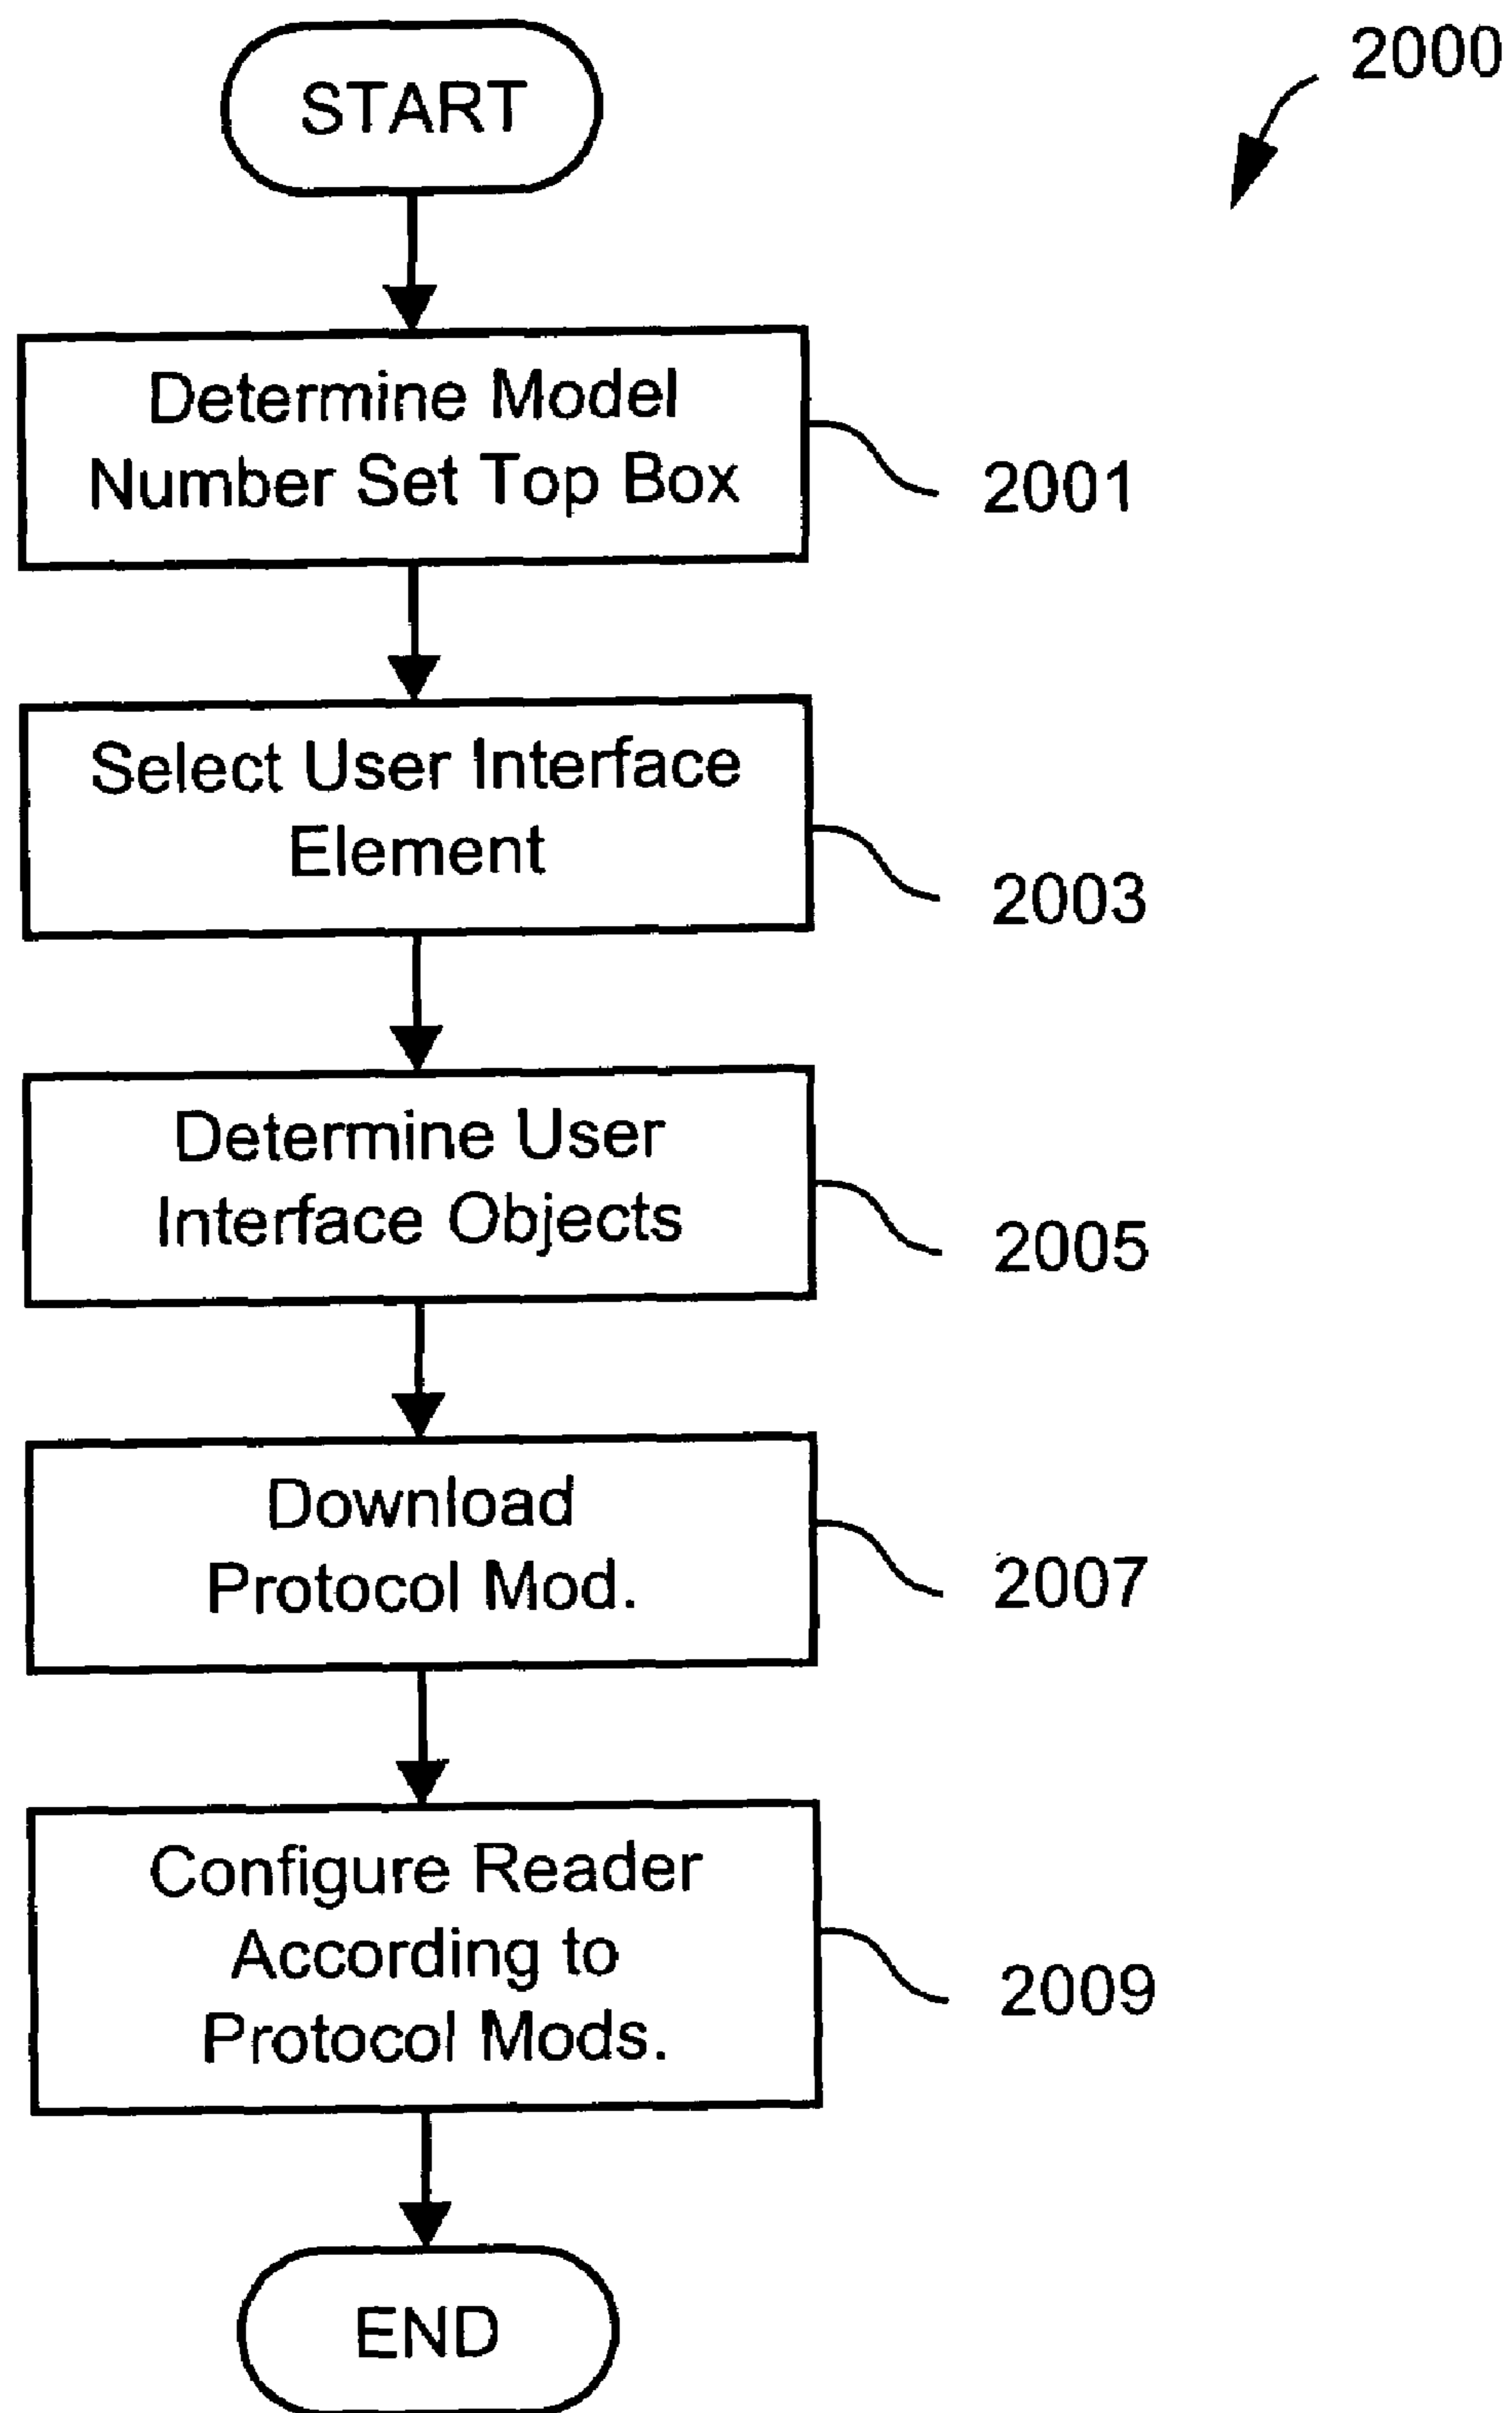 2000
START
Determine Model
Number Set Top Box
2001
Select User Interface
Element
2003
Determine User
Interface Objects
2005
Download
Protocol Mod.
2007
Configure Reader
According to
Protocol Mods.
2009
END